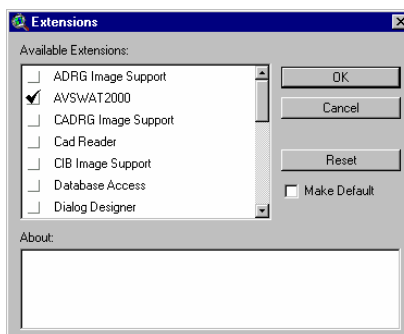 Extensions
Available Extensions:
ADRG Image Support
AVSWAT2000
CADRG Image Support
Cad Reader
CIB Image Support
Database Access
Dialog Designer
OK
Cancel
Reset
Make Default
About: